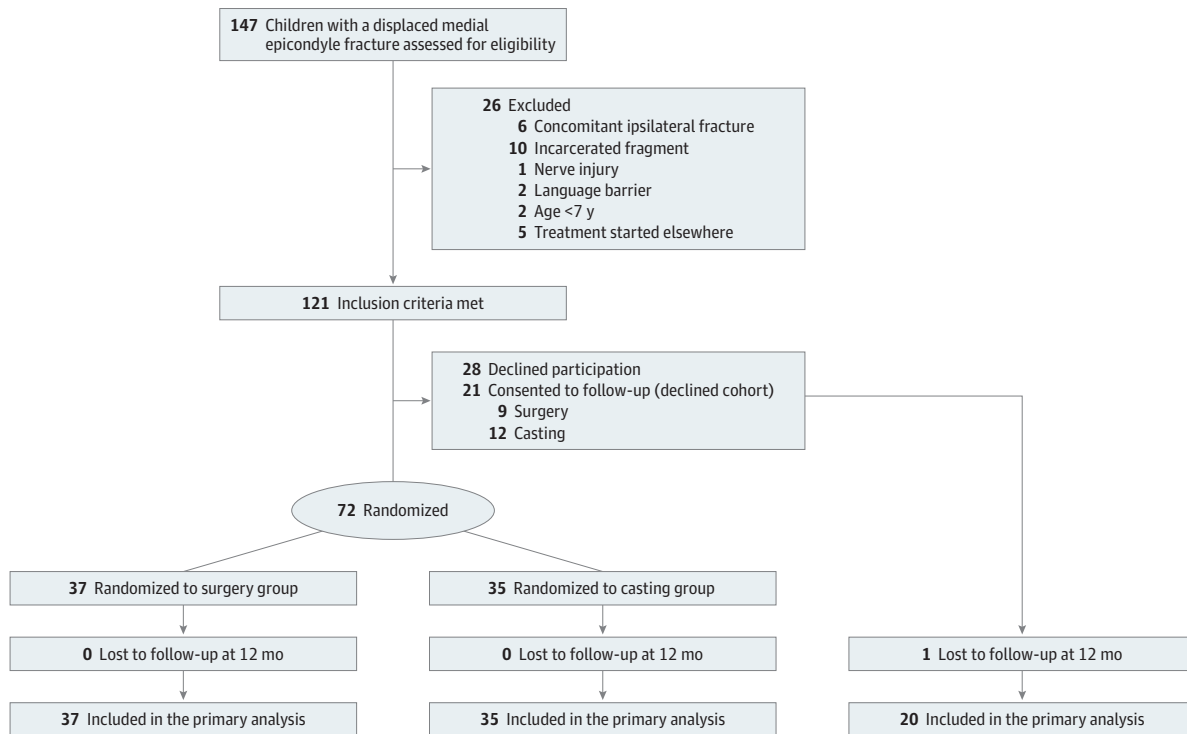 147 Children with a displaced medial
epicondyle fracture assessed for eligibility
26 Excluded
6 Concomitant ipsilateral fracture
10 Incarcerated fragment
1 Nerve injury
2 Language barrier
2 Age <7 y
5 Treatment started elsewhere
121 Inclusion criteria met
28 Declined participation
21 Consented to follow-up (declined cohort)
9 Surgery
12 Casting
72 Randomized
37 Randomized to surgery group
35 Randomized to casting group
0 Lost to follow-up at 12 mo
0 Lost to follow-up at 12 mo
1 Lost to follow-up at 12 mo
37 Included in the primary analysis
35 Included in the primary analysis
20 Included in the primary analysis